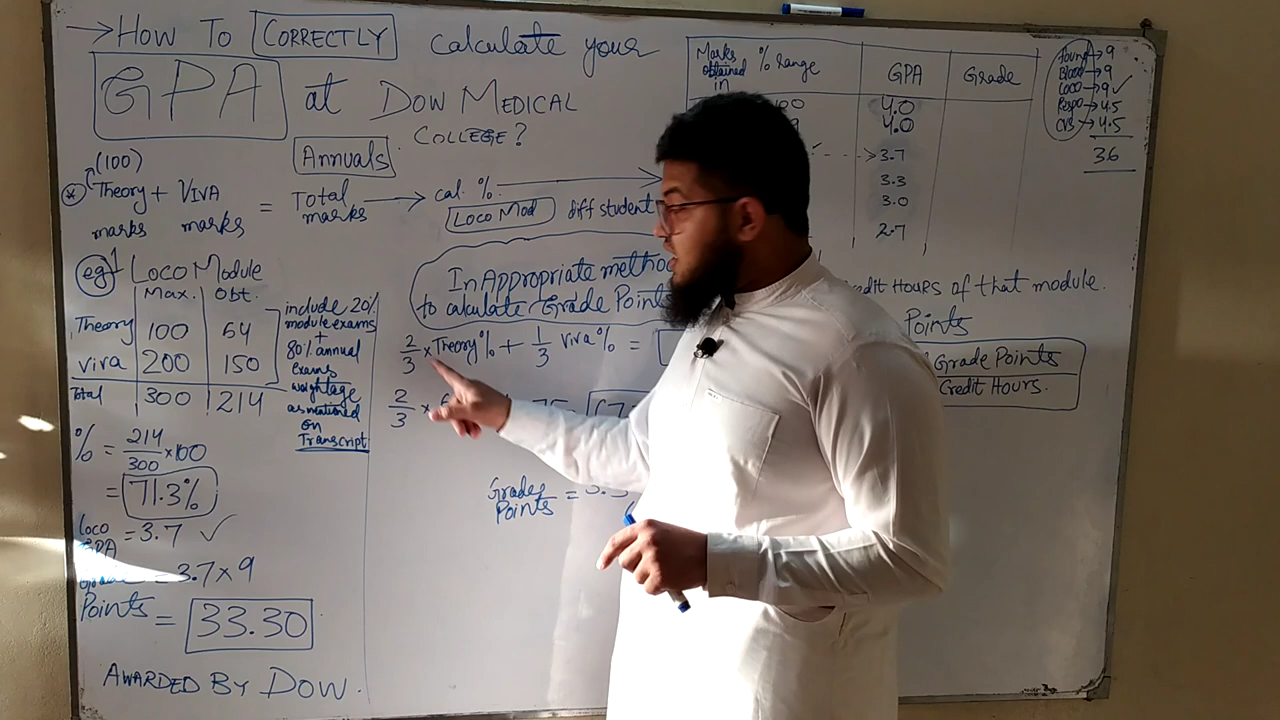 → HOW TO CORRECTLY calculate your
GPA at DOW MEDICAL
COLLEGE?
Annuals
(100)
* Theory + VIVA = Total → cal. % →
marks marks marks
Loco Mod diff student
eg 1 LOCO Module
Max. Obt.
Theory 100 64
viva 200 150
Total 300 214
include 20%
module exams
+
80% annual
exams
weightage
as mentioned
on
Transcript
% = 214/300 × 100
= 71.3%
Loco GPA = 3.7 ✓
= 3.7 × 9
Points = 33.30
AWARDED BY DOW.
InAppropriate method
to calculate Grade Points
2/3 × Theory% + 1/3 viva% =
2/3 ×
Grade Points = 3.3
Marks obtained in % range GPA Grade
4.0
4.0
✓ ---> 3.7
3.3
3.0
2.7
Blood → 9
Loco → 9 ✓
Respo → 4.5
CVS → 4.5
36
Hours of that module.
Points
Grade Points
Credit Hours.